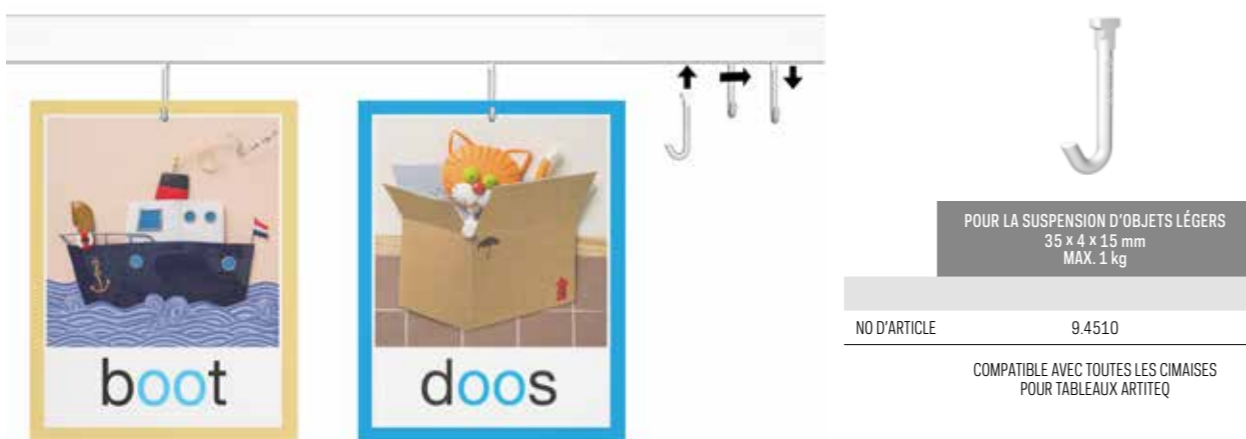 boot
doos
POUR LA SUSPENSION D'OBJETS LÉGERS
35 x 4 x 15 mm
MAX. 1 kg
NO D'ARTICLE 9.4510
COMPATIBLE AVEC TOUTES LES CIMAISES
POUR TABLEAUX ARTITEQ